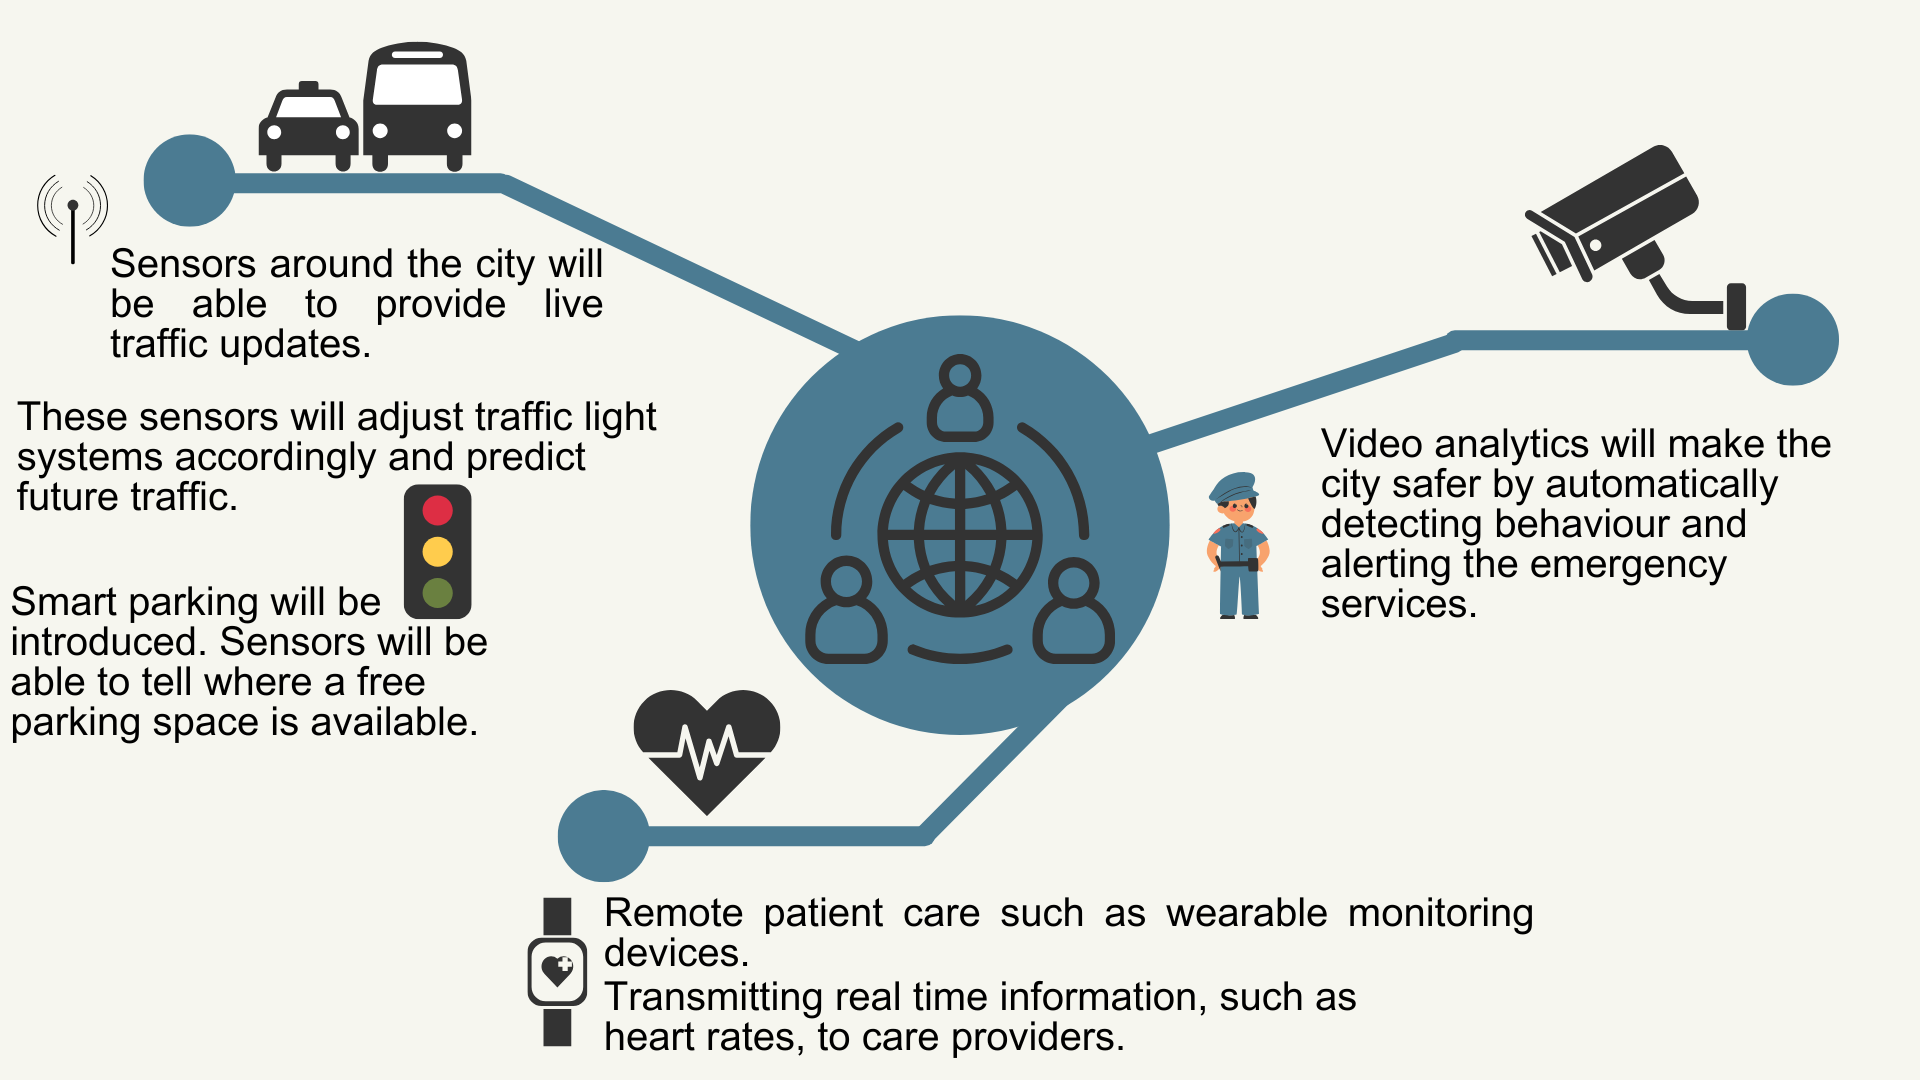 Sensors around the city will
be able to provide live
traffic updates.
These sensors will adjust traffic light
systems accordingly and predict
future traffic.
Smart parking will be
introduced. Sensors will be
able to tell where a free
parking space is available.
Video analytics will make the
city safer by automatically
detecting behaviour and
alerting the emergency
services.
Remote patient care such as wearable monitoring
devices.
Transmitting real time information, such as
heart rates, to care providers.